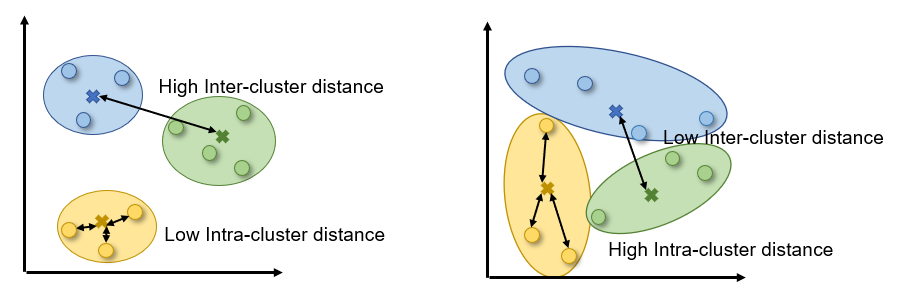 High Inter-cluster distance
Low Intra-cluster distance
Low Inter-cluster distance
High Intra-cluster distance